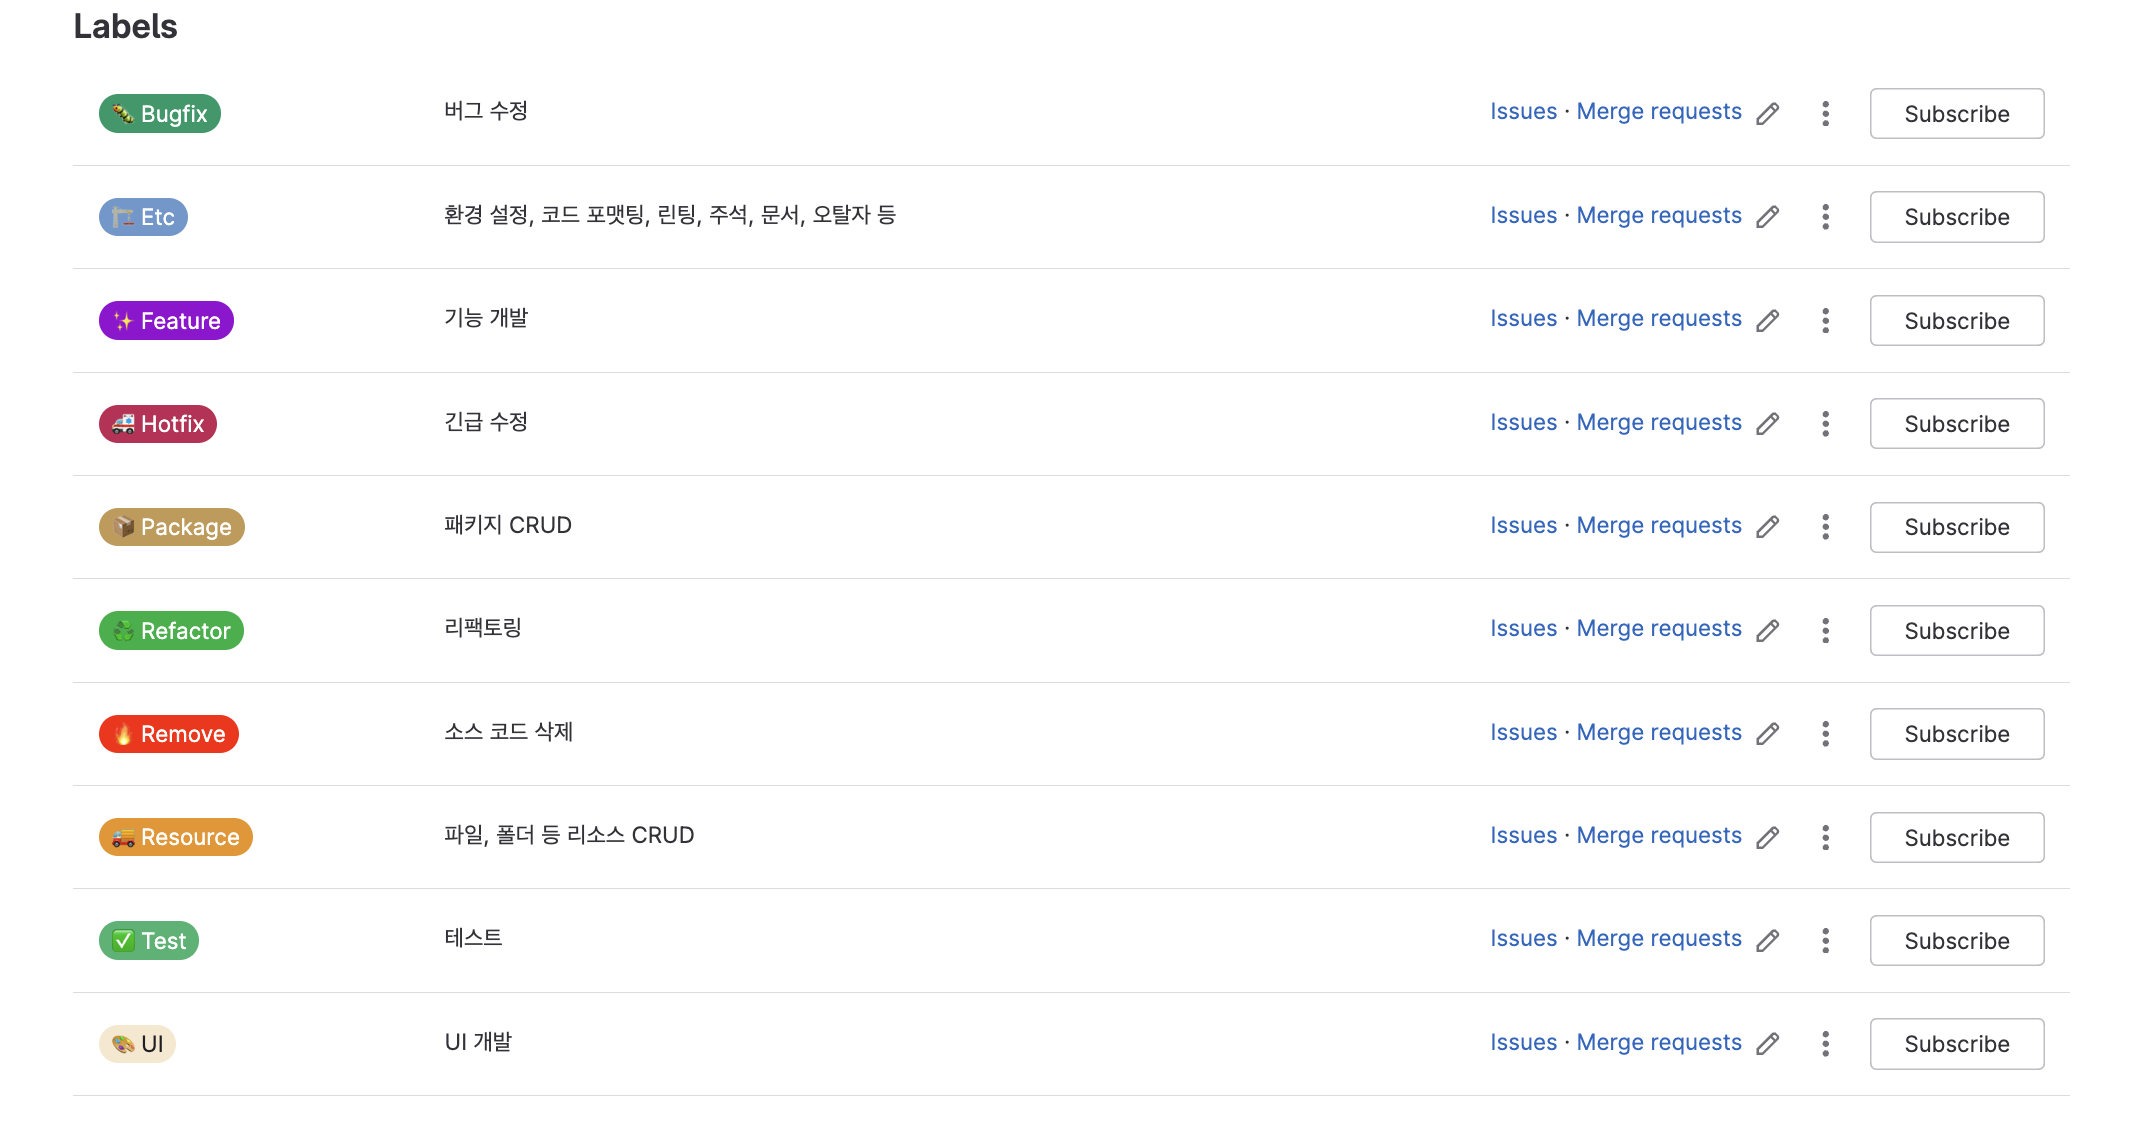 Labels
Bugfix 버그 수정 Issues · Merge requests Subscribe
Etc 환경 설정, 코드 포맷팅, 린팅, 주석, 문서, 오탈자 등 Issues · Merge requests Subscribe
Feature 기능 개발 Issues · Merge requests Subscribe
Hotfix 긴급 수정 Issues · Merge requests Subscribe
Package 패키지 CRUD Issues · Merge requests Subscribe
Refactor 리팩토링 Issues · Merge requests Subscribe
Remove 소스 코드 삭제 Issues · Merge requests Subscribe
Resource 파일, 폴더 등 리소스 CRUD Issues · Merge requests Subscribe
Test 테스트 Issues · Merge requests Subscribe
UI UI 개발 Issues · Merge requests Subscribe